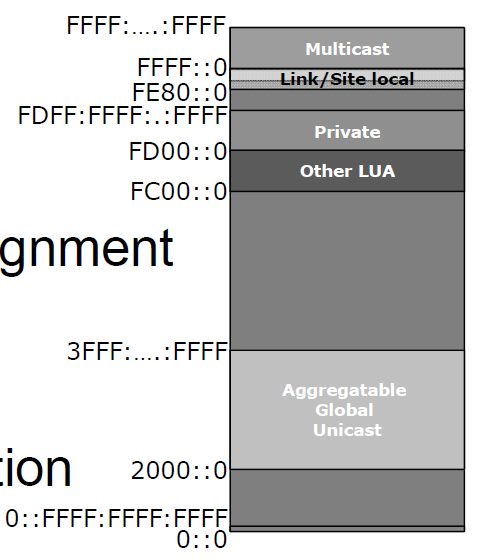 FFFF:....:FFFF
Multicast
FFFF::0
Link/Site local
FE80::0
FDFF:FFFF:.:FFFF
Private
FD00::0
Other LUA
FC00::0
gnment
3FFF:....:FFFF
Aggregatable
Global
Unicast
tion
2000::0
0::FFFF:FFFF:FFFF
0::0